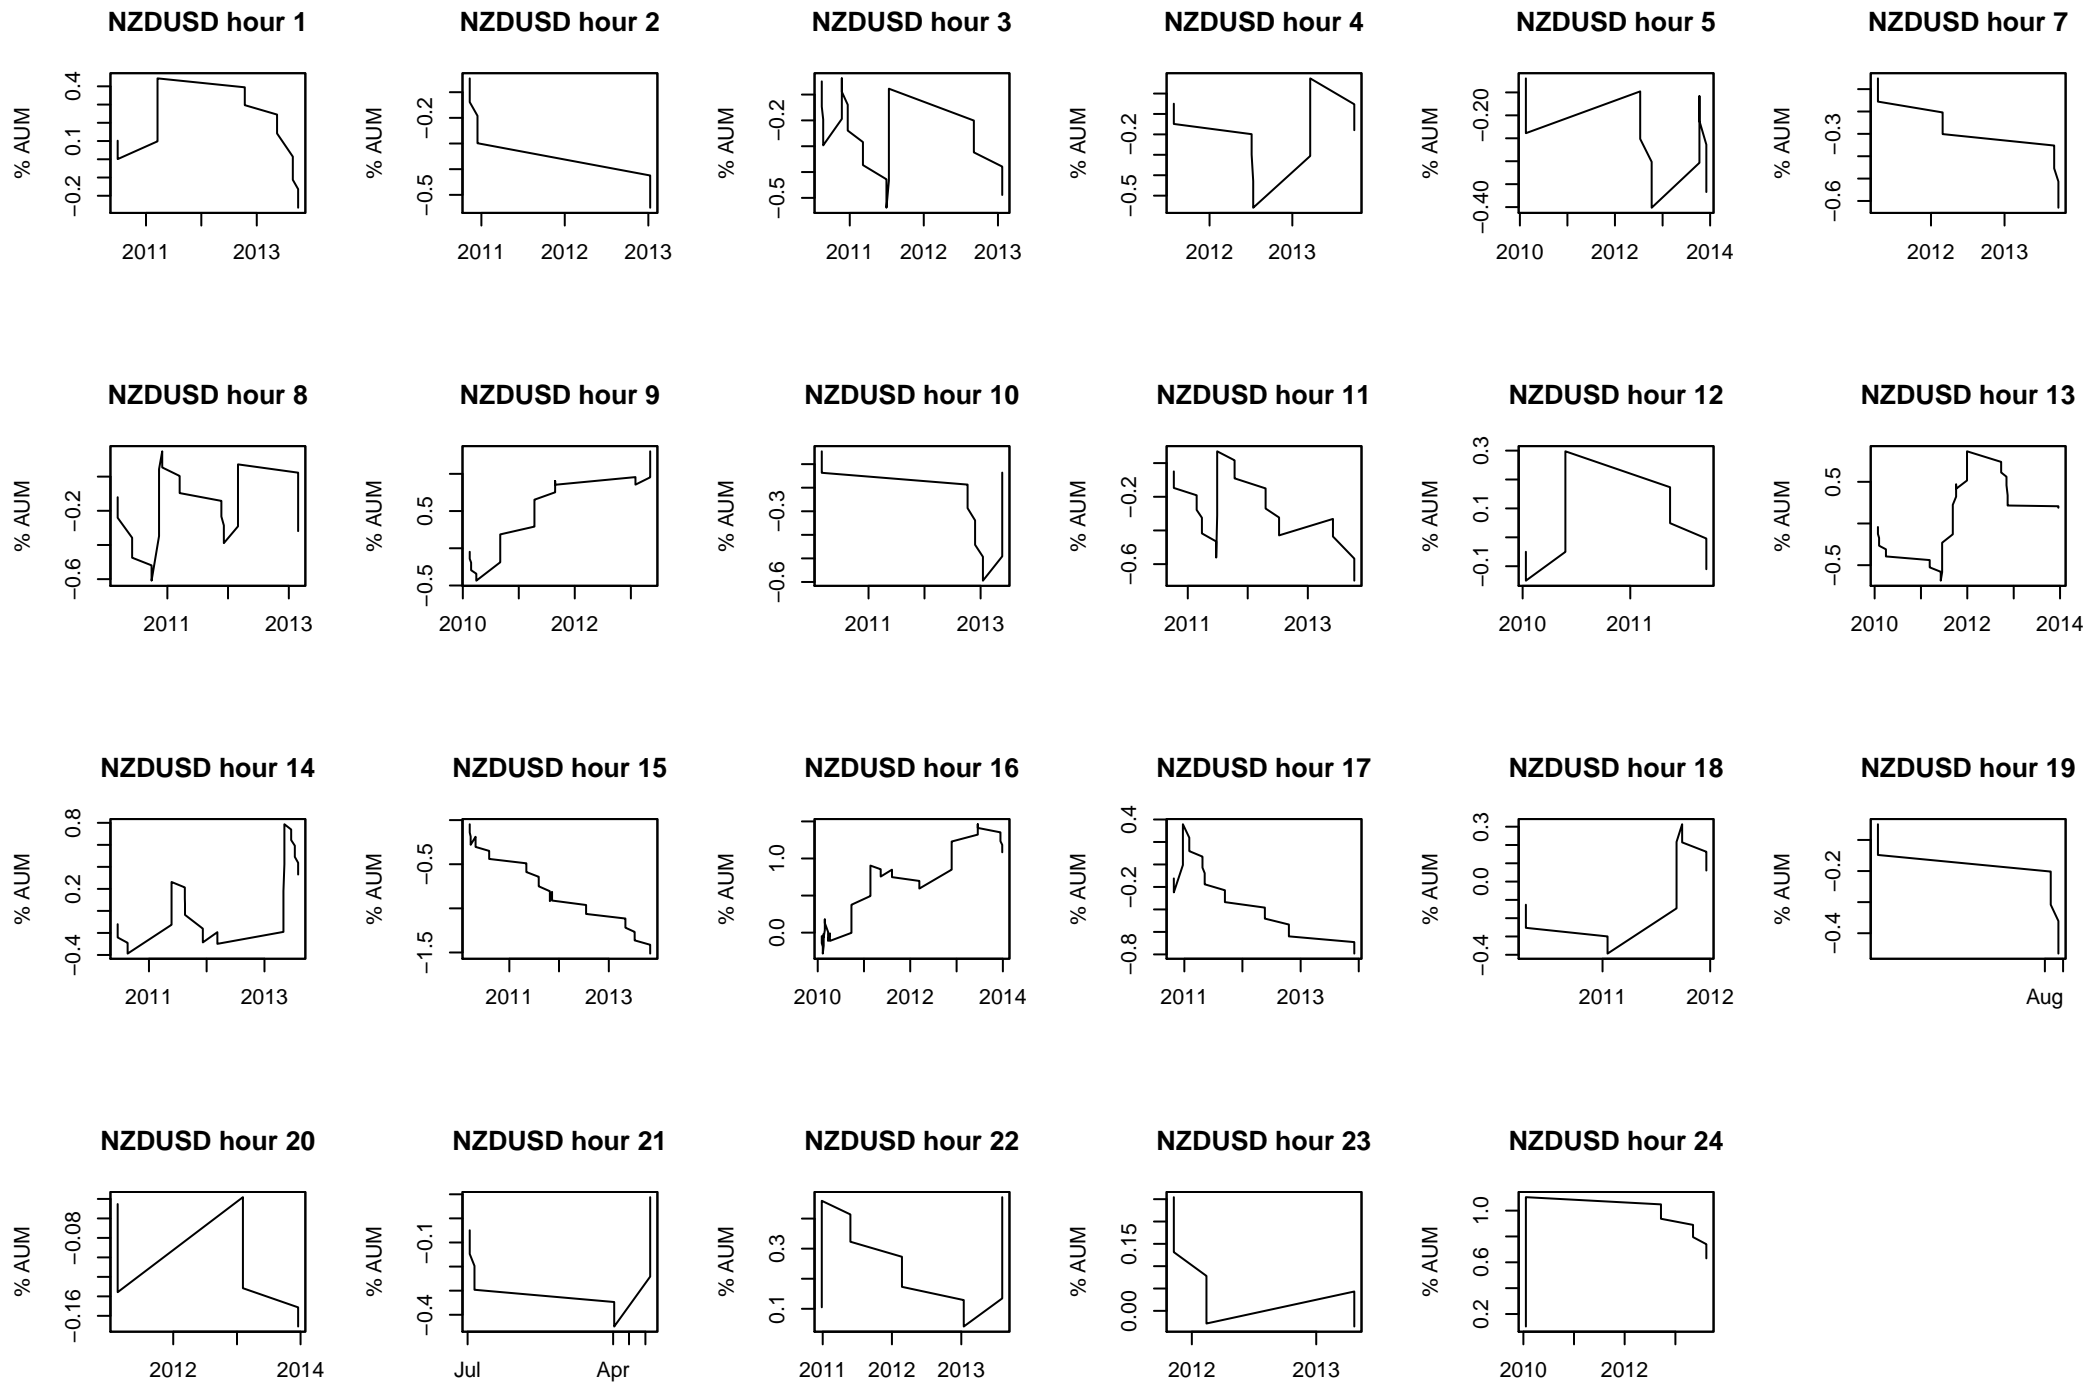 NZDUSD hour 1 NZDUSD hour 2 NZDUSD hour 3 NZDUSD hour 4 NZDUSD hour 5 NZDUSD hour 7
% AUM % AUM % AUM % AUM % AUM % AUM
0.4 0.1 −0.2 −0.2 −0.5 −0.2 −0.5 −0.2 −0.5 −0.20 −0.40 −0.3 −0.6
2011 2013 2011 2012 2013 2011 2012 2013 2012 2013 2010 2012 2014 2012 2013
NZDUSD hour 8 NZDUSD hour 9 NZDUSD hour 10 NZDUSD hour 11 NZDUSD hour 12 NZDUSD hour 13
% AUM % AUM % AUM % AUM % AUM % AUM
−0.2 −0.6 0.5 −0.5 −0.3 −0.6 −0.2 −0.6 0.3 0.1 −0.1 0.5 −0.5
2011 2013 2010 2012 2011 2013 2011 2013 2010 2011 2010 2012 2014
NZDUSD hour 14 NZDUSD hour 15 NZDUSD hour 16 NZDUSD hour 17 NZDUSD hour 18 NZDUSD hour 19
% AUM % AUM % AUM % AUM % AUM % AUM
0.8 0.2 −0.4 −0.5 −1.5 1.0 0.0 0.4 −0.2 −0.8 0.3 0.0 −0.4 −0.2 −0.4
2011 2013 2011 2013 2010 2012 2014 2011 2013 2011 2012 Aug
NZDUSD hour 20 NZDUSD hour 21 NZDUSD hour 22 NZDUSD hour 23 NZDUSD hour 24
% AUM % AUM % AUM % AUM % AUM
−0.08 −0.16 −0.1 −0.4 0.3 0.1 0.15 0.00 1.0 0.6 0.2
2012 2014 Jul Apr 2011 2012 2013 2012 2013 2010 2012